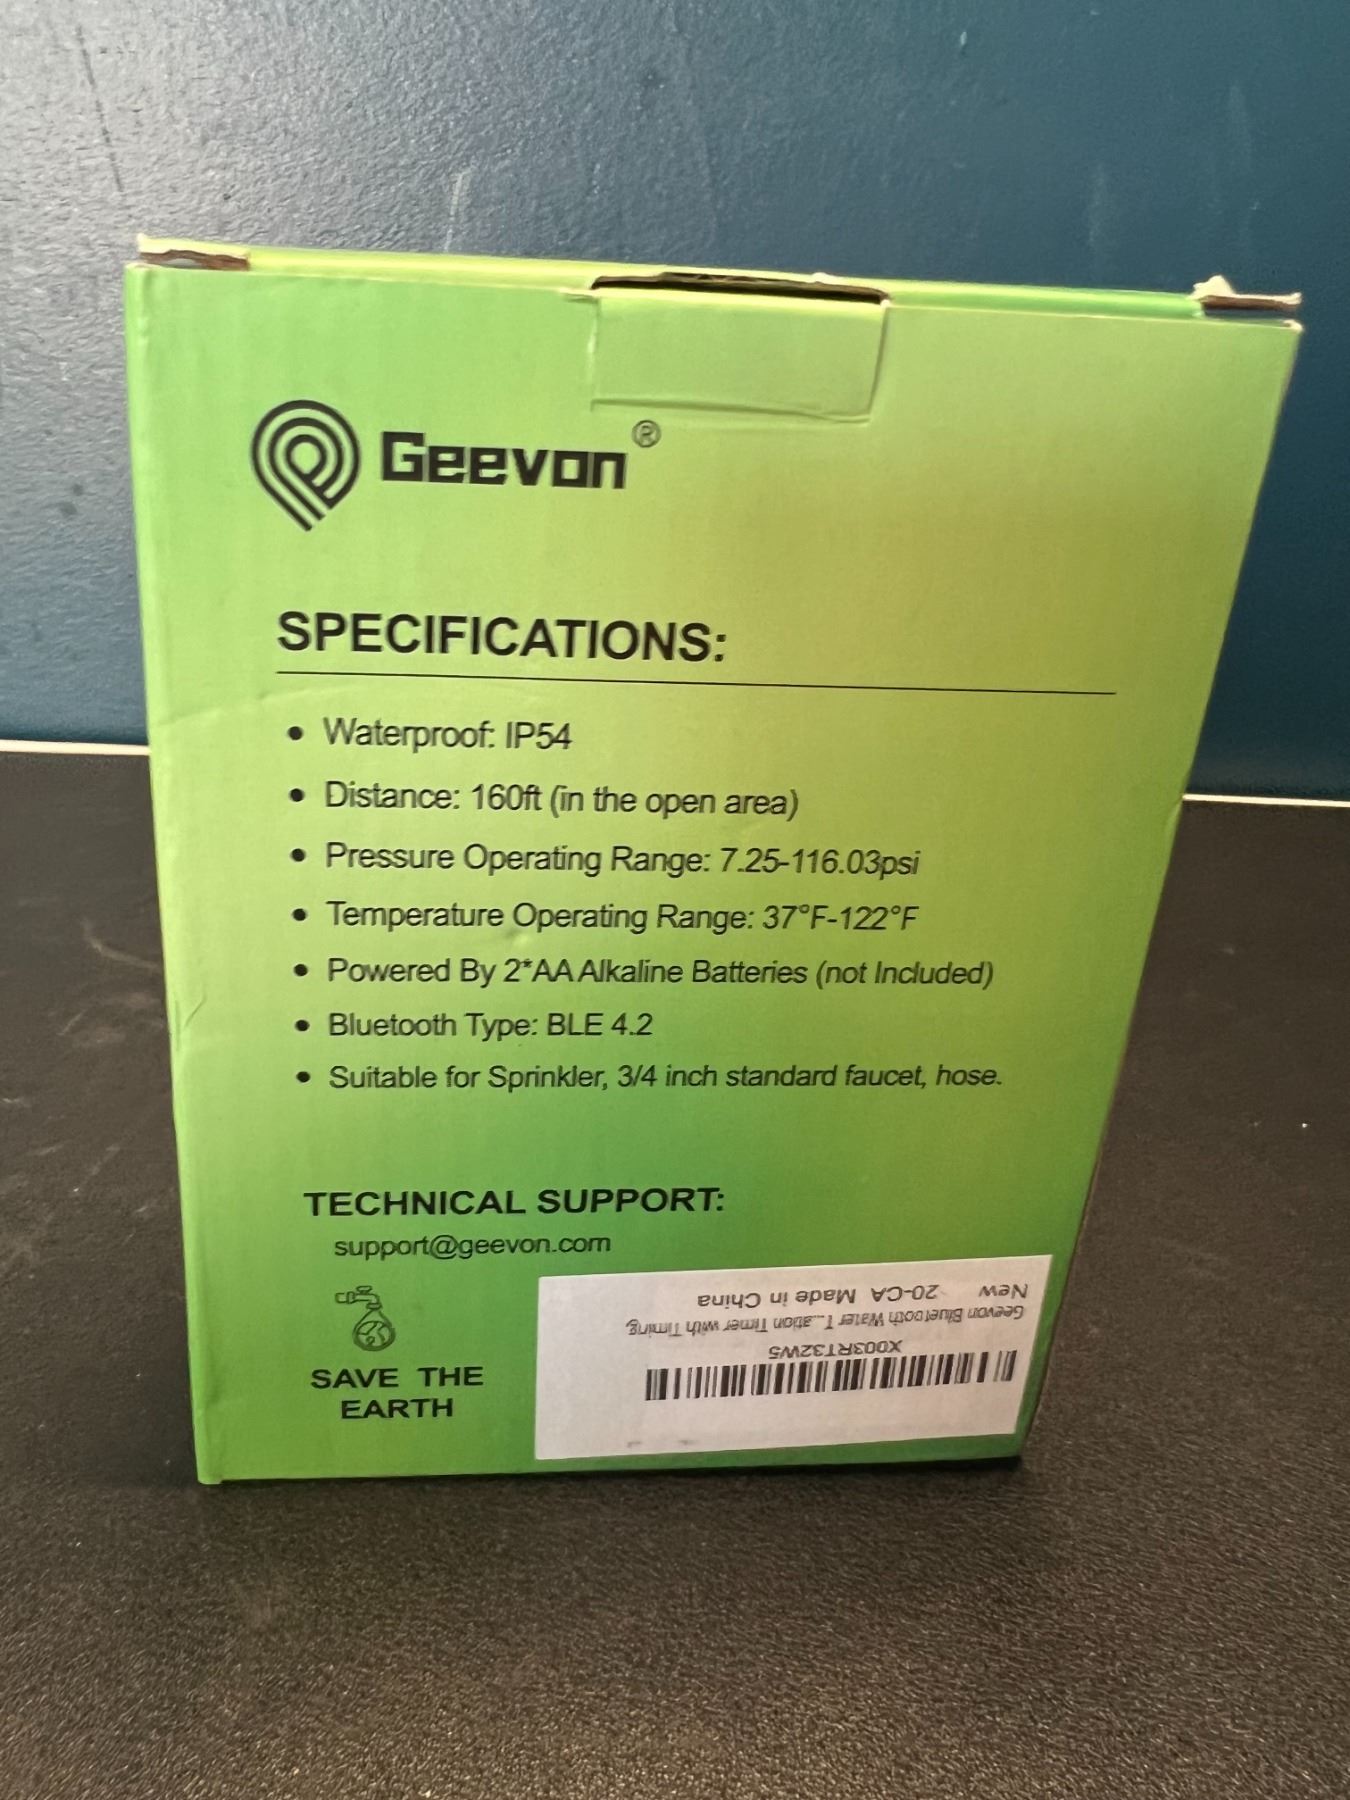 Geevon®
SPECIFICATIONS:
• Waterproof: IP54
• Distance: 160ft (in the open area)
• Pressure Operating Range: 7.25-116.03psi
• Temperature Operating Range: 37°F-122°F
• Powered By 2*AA Alkaline Batteries (not Included)
• Bluetooth Type: BLE 4.2
• Suitable for Sprinkler, 3/4 inch standard faucet, hose.
TECHNICAL SUPPORT:
support@geevon.com
SAVE THE
EARTH
X003RT32W5
Geevon Bluetooth Water T...ation Timer with Timing,
New 20-CA Made in China